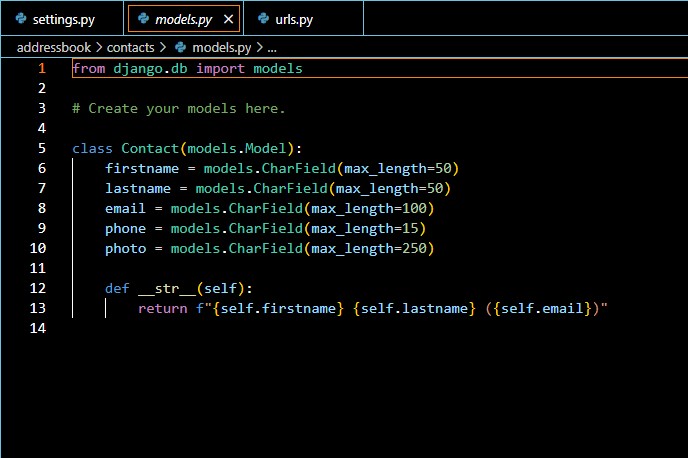 settings.py models.py urls.py
addressbook > contacts > models.py > ...
1 from django.db import models
2
3 # Create your models here.
4
5 class Contact(models.Model):
6     firstname = models.CharField(max_length=50)
7     lastname = models.CharField(max_length=50)
8     email = models.CharField(max_length=100)
9     phone = models.CharField(max_length=15)
10     photo = models.CharField(max_length=250)
11
12     def __str__(self):
13         return f"{self.firstname} {self.lastname} ({self.email})"
14